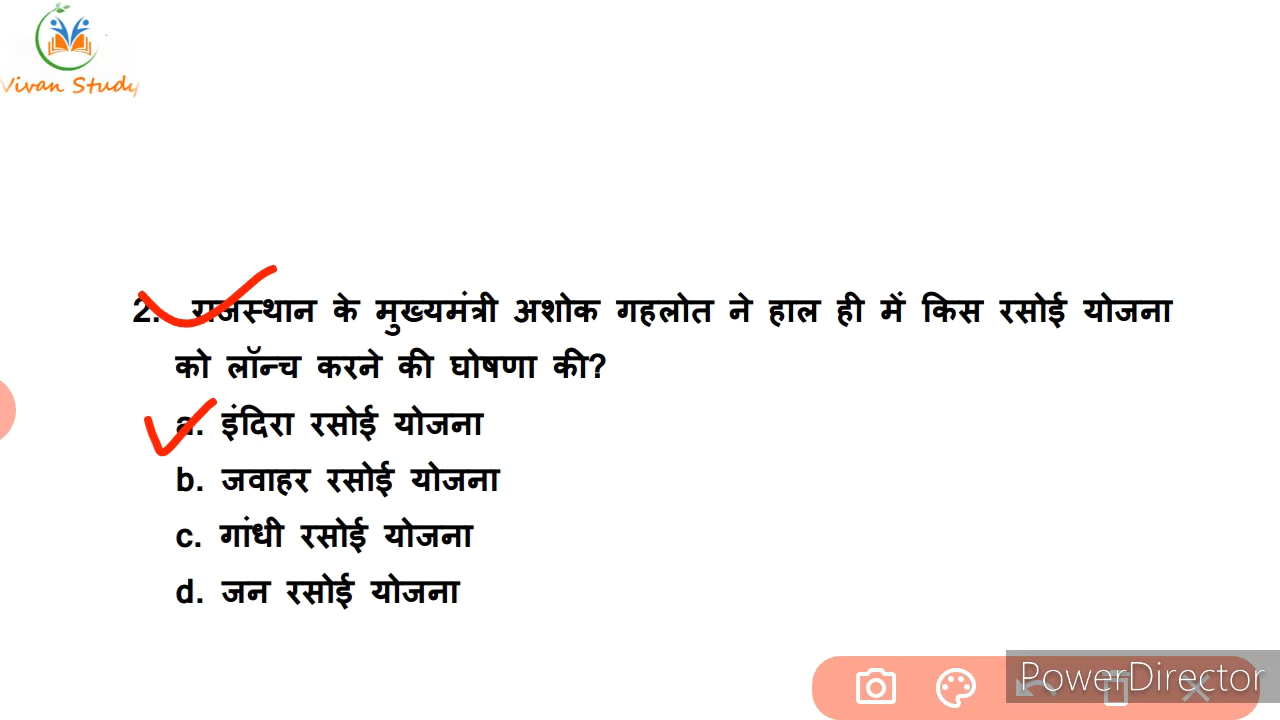 Vivan Study
2. राजस्थान के मुख्यमंत्री अशोक गहलोत ने हाल ही में किस रसोई योजना
को लॉन्च करने की घोषणा की?
a. इंदिरा रसोई योजना
b. जवाहर रसोई योजना
c. गांधी रसोई योजना
d. जन रसोई योजना
PowerDirector